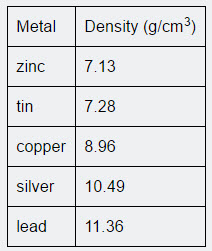 Metal Density (g/cm³)
zinc 7.13
tin 7.28
copper 8.96
silver 10.49
lead 11.36